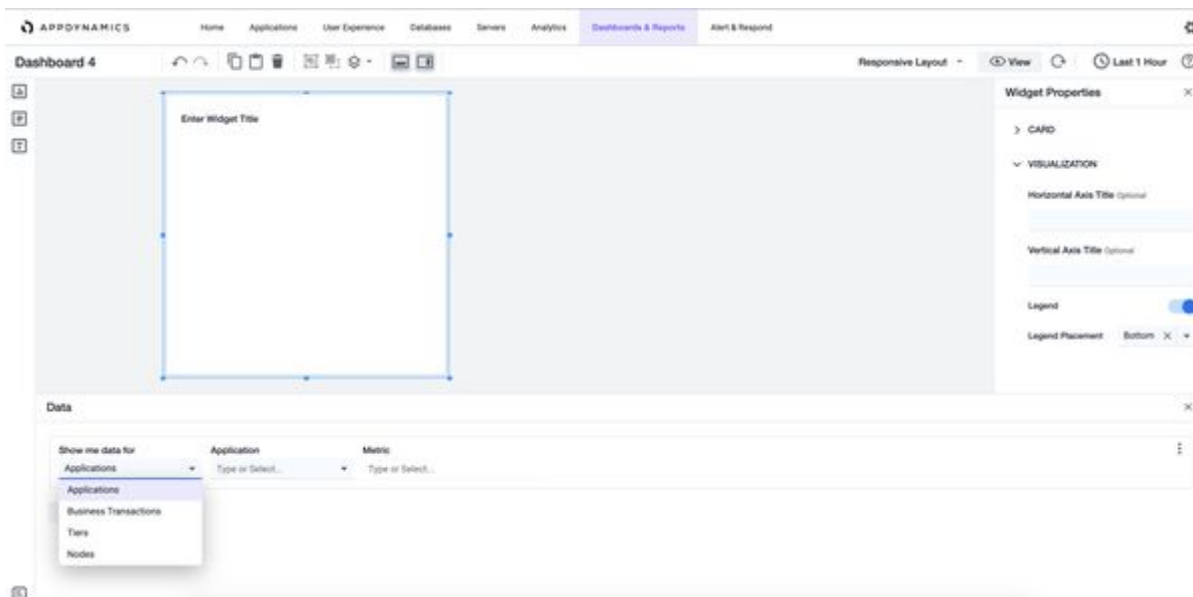 APPDYNAMICS Home Applications User Experience Databases Servers Analytics Dashboards & Reports Alert & Respond
Dashboard 4 Responsive Layout View Last 1 Hour
Widget Properties
Enter Widget Title
CARD
VISUALIZATION
Horizontal Axis Title Optional
Vertical Axis Title Optional
Legend
Legend Placement Bottom
Data
Show me data for Application Metric
Applications Type or Select... Type or Select...
Applications
Business Transactions
Tiers
Nodes